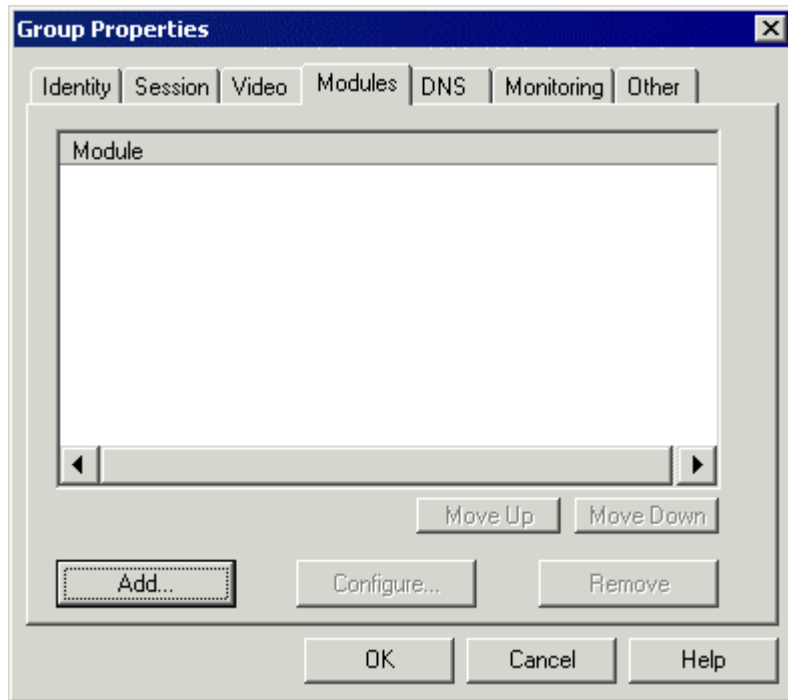 Group Properties
Identity Session Video Modules DNS Monitoring Other
Module
Move Up Move Down
Add... Configure... Remove
OK Cancel Help